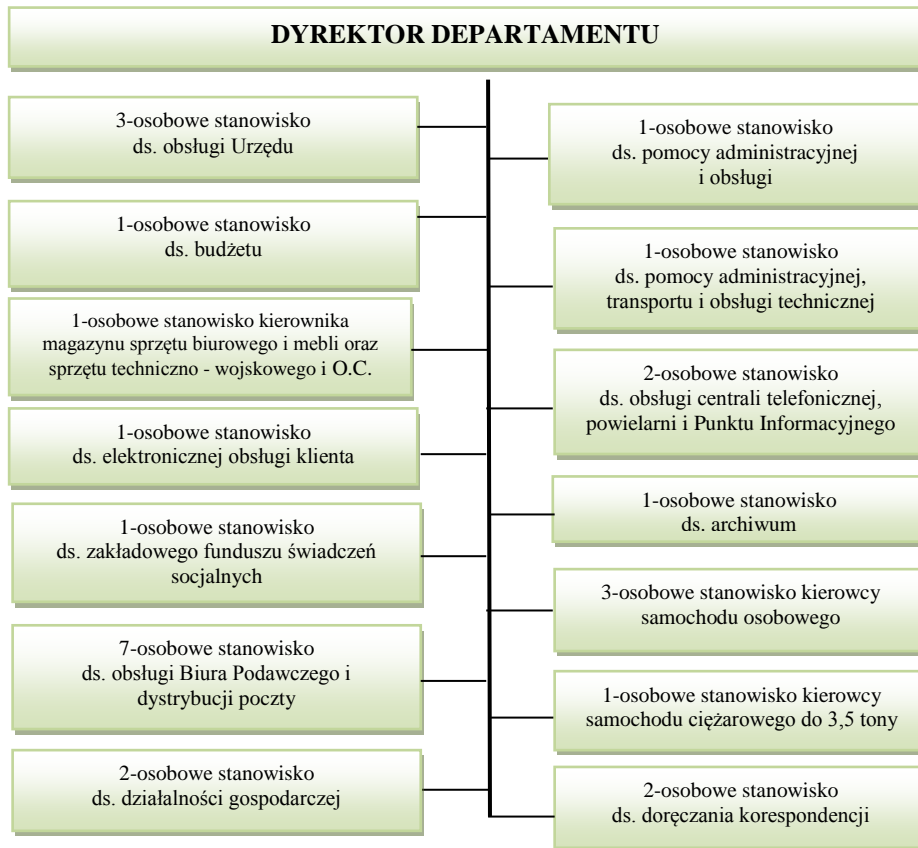 DYREKTOR DEPARTAMENTU
3-osobowe stanowisko
ds. obsługi Urzędu
1-osobowe stanowisko
ds. budżetu
1-osobowe stanowisko kierownika
magazynu sprzętu biurowego i mebli oraz
sprzętu techniczno - wojskowego i O.C.
1-osobowe stanowisko
ds. elektronicznej obsługi klienta
1-osobowe stanowisko
ds. zakładowego funduszu świadczeń
socjalnych
7-osobowe stanowisko
ds. obsługi Biura Podawczego i
dystrybucji poczty
2-osobowe stanowisko
ds. działalności gospodarczej
1-osobowe stanowisko
ds. pomocy administracyjnej
i obsługi
1-osobowe stanowisko
ds. pomocy administracyjnej,
transportu i obsługi technicznej
2-osobowe stanowisko
ds. obsługi centrali telefonicznej,
powielarni i Punktu Informacyjnego
1-osobowe stanowisko
ds. archiwum
3-osobowe stanowisko kierowcy
samochodu osobowego
1-osobowe stanowisko kierowcy
samochodu ciężarowego do 3,5 tony
2-osobowe stanowisko
ds. doręczania korespondencji